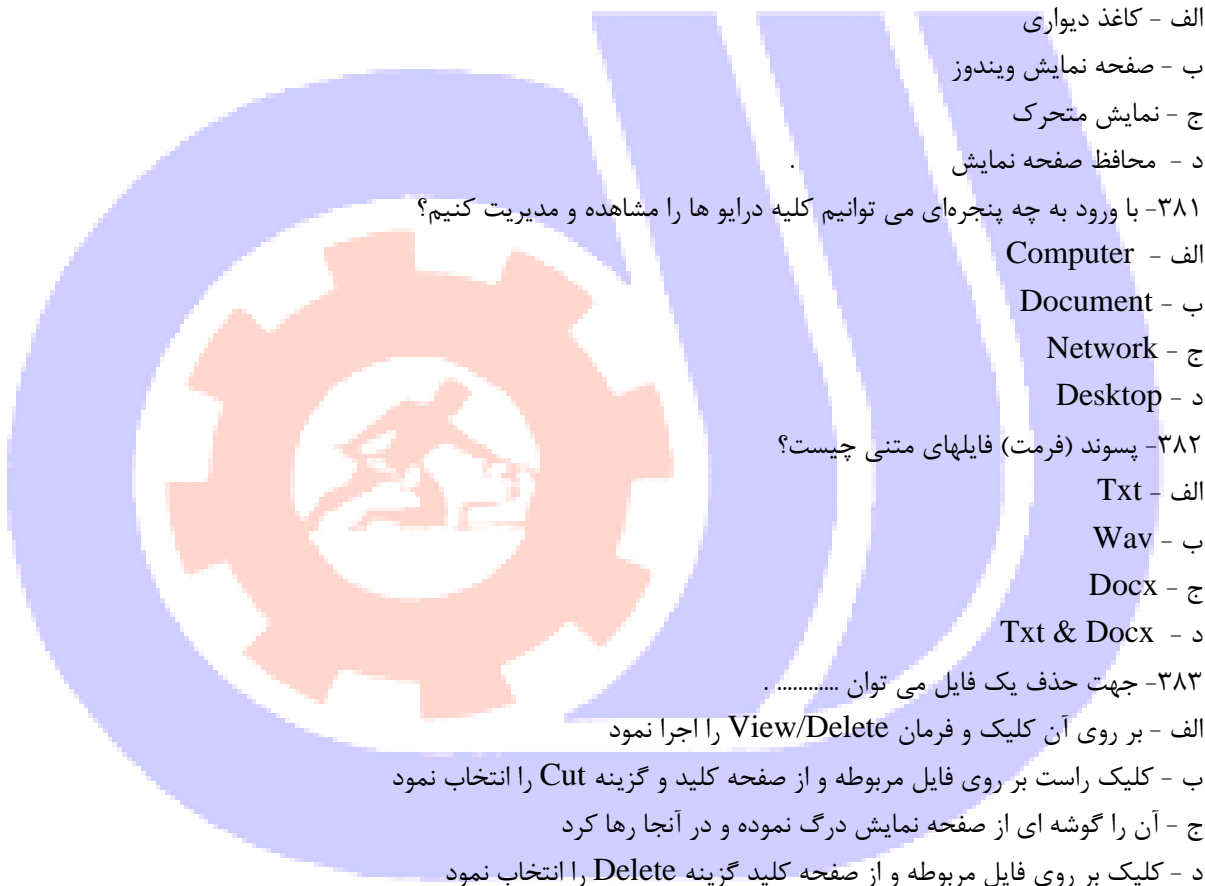 الف - کاغذ دیواری
ب - صفحه نمایش ویندوز
ج - نمایش متحرک
د - محافظ صفحه نمایش .
۳۸۱- با ورود به چه پنجره‌ای می توانیم کلیه درایو ها را مشاهده و مدیریت کنیم؟
الف - Computer
ب - Document
ج - Network
د - Desktop
۳۸۲- پسوند (فرمت) فایلهای متنی چیست؟
الف - Txt
ب - Wav
ج - Docx
د - Txt & Docx
۳۸۳- جهت حذف یک فایل می توان ............ .
الف - بر روی آن کلیک و فرمان View/Delete را اجرا نمود
ب - کلیک راست بر روی فایل مربوطه و از صفحه کلید و گزینه Cut را انتخاب نمود
ج - آن را گوشه ای از صفحه نمایش درگ نموده و در آنجا رها کرد
د - کلیک بر روی فایل مربوطه و از صفحه کلید گزینه Delete را انتخاب نمود